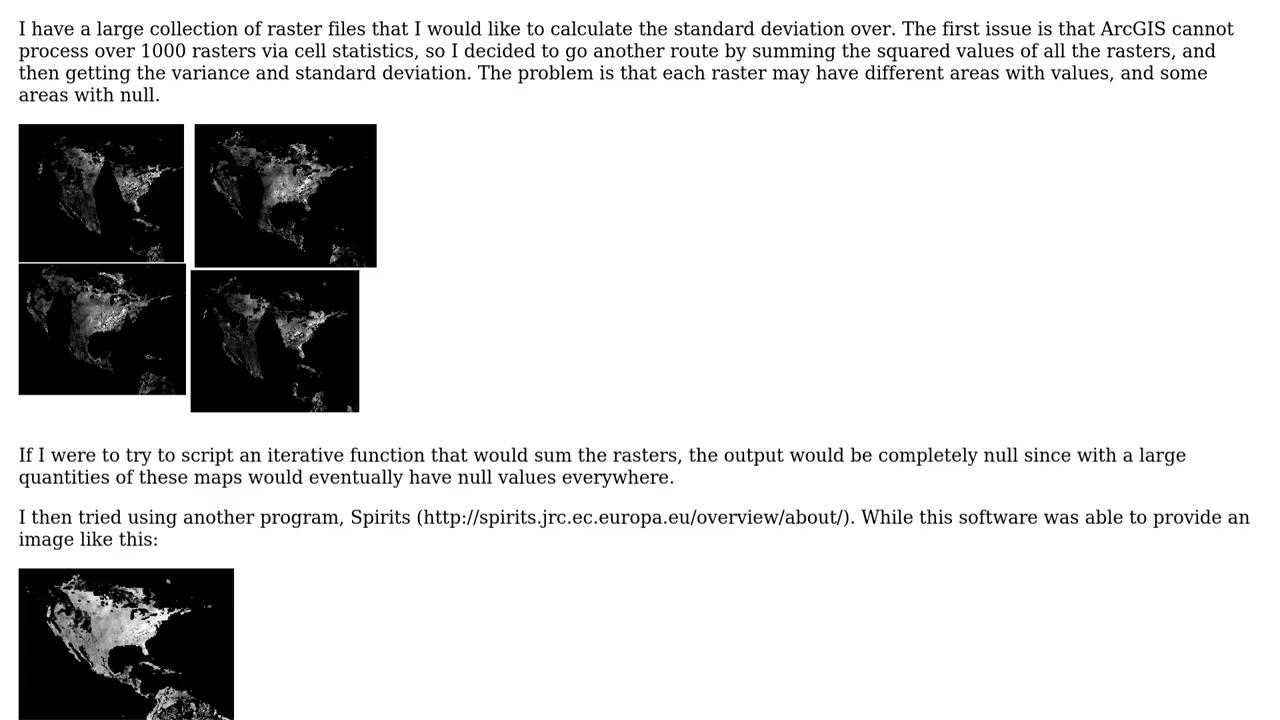 I have a large collection of raster files that I would like to calculate the standard deviation over. The first issue is that ArcGIS cannot
process over 1000 rasters via cell statistics, so I decided to go another route by summing the squared values of all the rasters, and
then getting the variance and standard deviation. The problem is that each raster may have different areas with values, and some
areas with null.
If I were to try to script an iterative function that would sum the rasters, the output would be completely null since with a large
quantities of these maps would eventually have null values everywhere.
I then tried using another program, Spirits (http://spirits.jrc.ec.europa.eu/overview/about/). While this software was able to provide an
image like this: